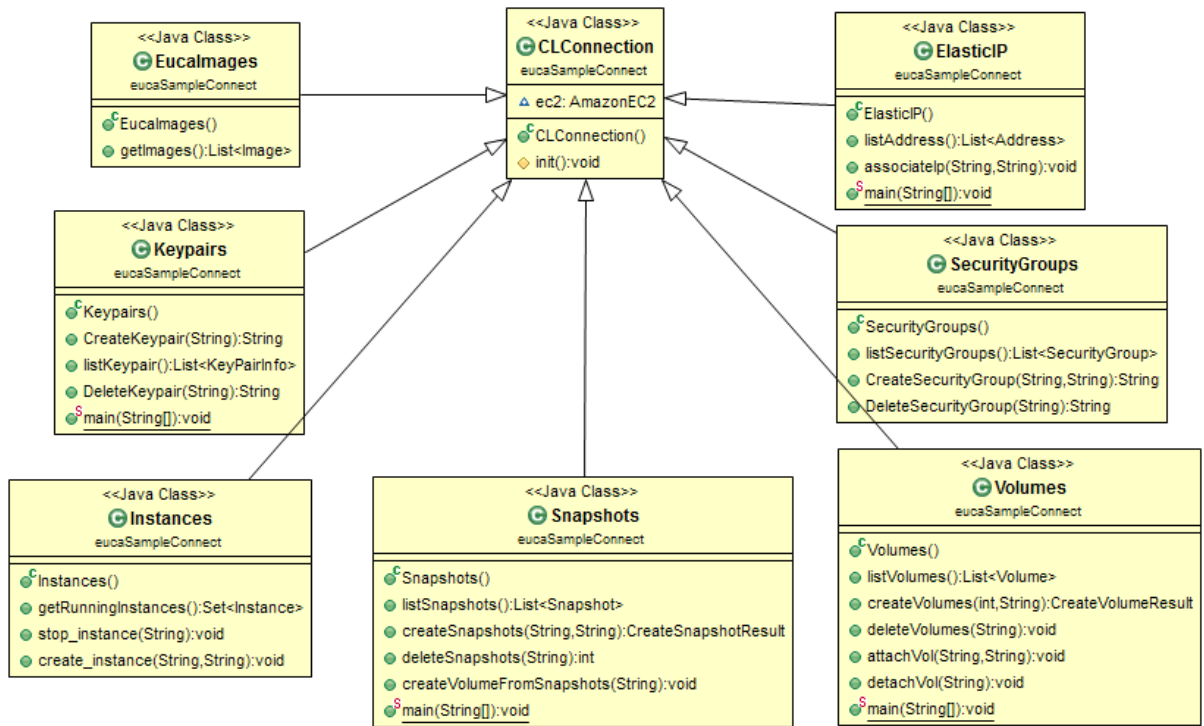 <<Java Class>>
EucaImages
eucaSampleConnect
EucaImages()
getImages():List<Image>
<<Java Class>>
CLConnection
eucaSampleConnect
ec2: AmazonEC2
CLConnection()
init():void
<<Java Class>>
ElasticIP
eucaSampleConnect
ElasticIP()
listAddress():List<Address>
associateIp(String,String):void
main(String[]):void
<<Java Class>>
Keypairs
eucaSampleConnect
Keypairs()
CreateKeypair(String):String
listKeypair():List<KeyPairInfo>
DeleteKeypair(String):String
main(String[]):void
<<Java Class>>
SecurityGroups
eucaSampleConnect
SecurityGroups()
listSecurityGroups():List<SecurityGroup>
CreateSecurityGroup(String,String):String
DeleteSecurityGroup(String):String
<<Java Class>>
Instances
eucaSampleConnect
Instances()
getRunningInstances():Set<Instance>
stop_instance(String):void
create_instance(String,String):void
<<Java Class>>
Snapshots
eucaSampleConnect
Snapshots()
listSnapshots():List<Snapshot>
createSnapshots(String,String):CreateSnapshotResult
deleteSnapshots(String):int
createVolumeFromSnapshots(String):void
main(String[]):void
<<Java Class>>
Volumes
eucaSampleConnect
Volumes()
listVolumes():List<Volume>
createVolumes(int,String):CreateVolumeResult
deleteVolumes(String):void
attachVol(String,String):void
detachVol(String):void
main(String[]):void